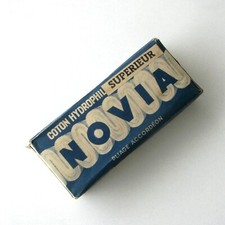 COTON HYDROPHILE
SUPERIEUR
NOVIA
PLIAGE ACCORDEON